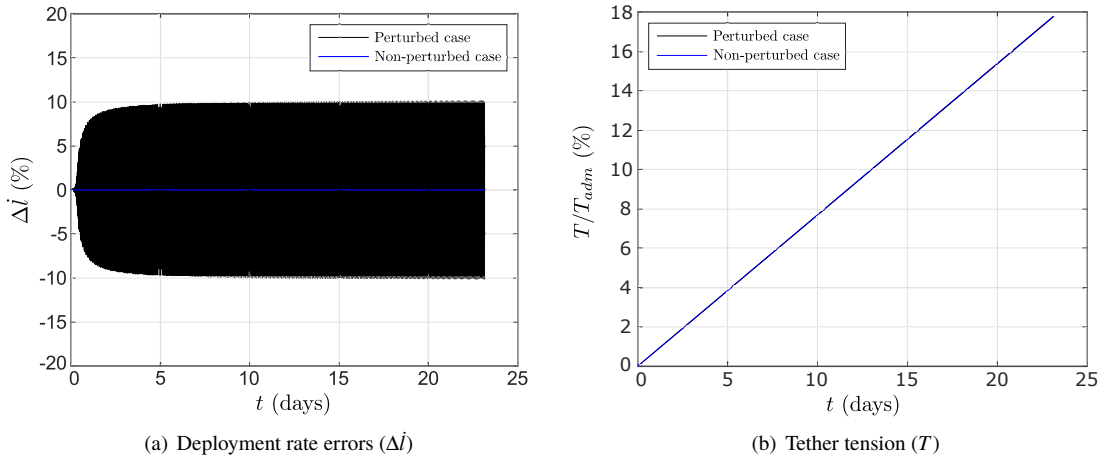 20
15
10
5
0
-5
-10
-15
-20
Δl̇ (%)
Perturbed case
Non-perturbed case
0 5 10 15 20 25
t (days)
(a) Deployment rate errors (Δl̇)
18
16
14
12
10
8
6
4
2
0
T/T_adm (%)
Perturbed case
Non-perturbed case
0 5 10 15 20 25
t (days)
(b) Tether tension (T)